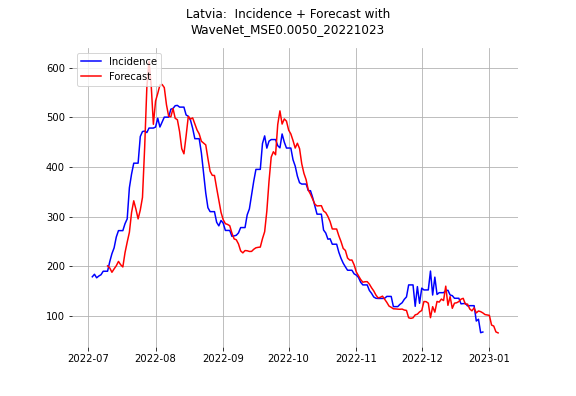 Latvia:  Incidence + Forecast with
WaveNet_MSE0.0050_20221023
Incidence
Forecast
600
500
400
300
200
100
2022-07 2022-08 2022-09 2022-10 2022-11 2022-12 2023-01